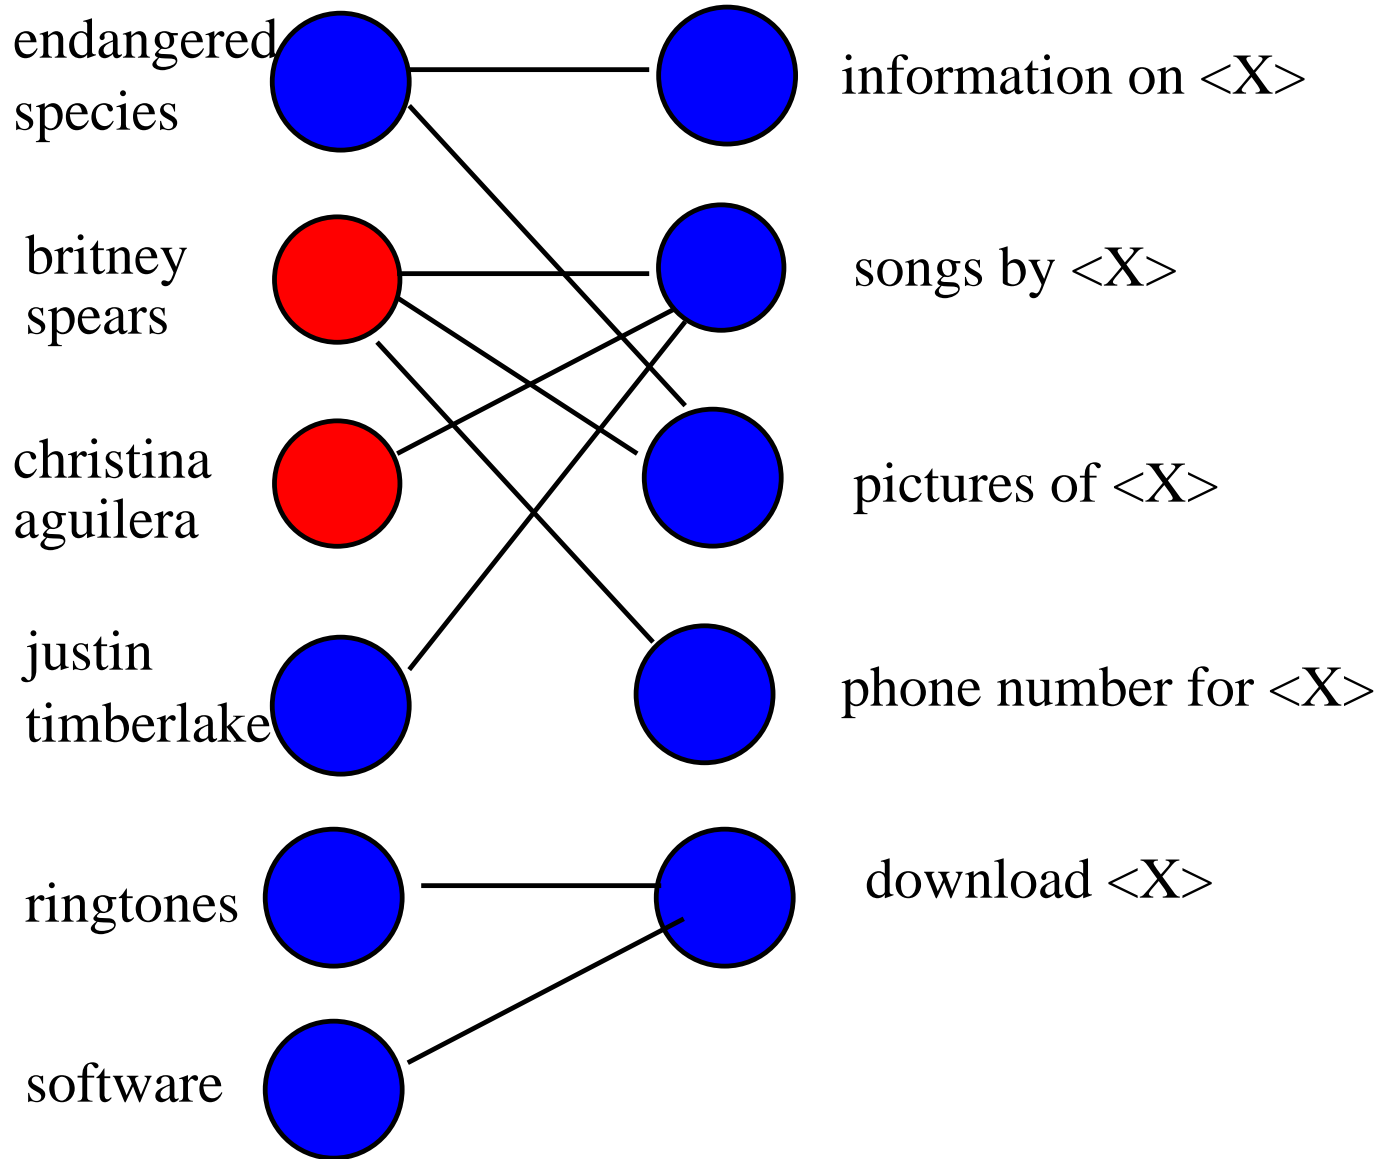 endangered
species
information on <X>
britney
spears
songs by <X>
christina
aguilera
pictures of <X>
justin
timberlake
phone number for <X>
ringtones
download <X>
software